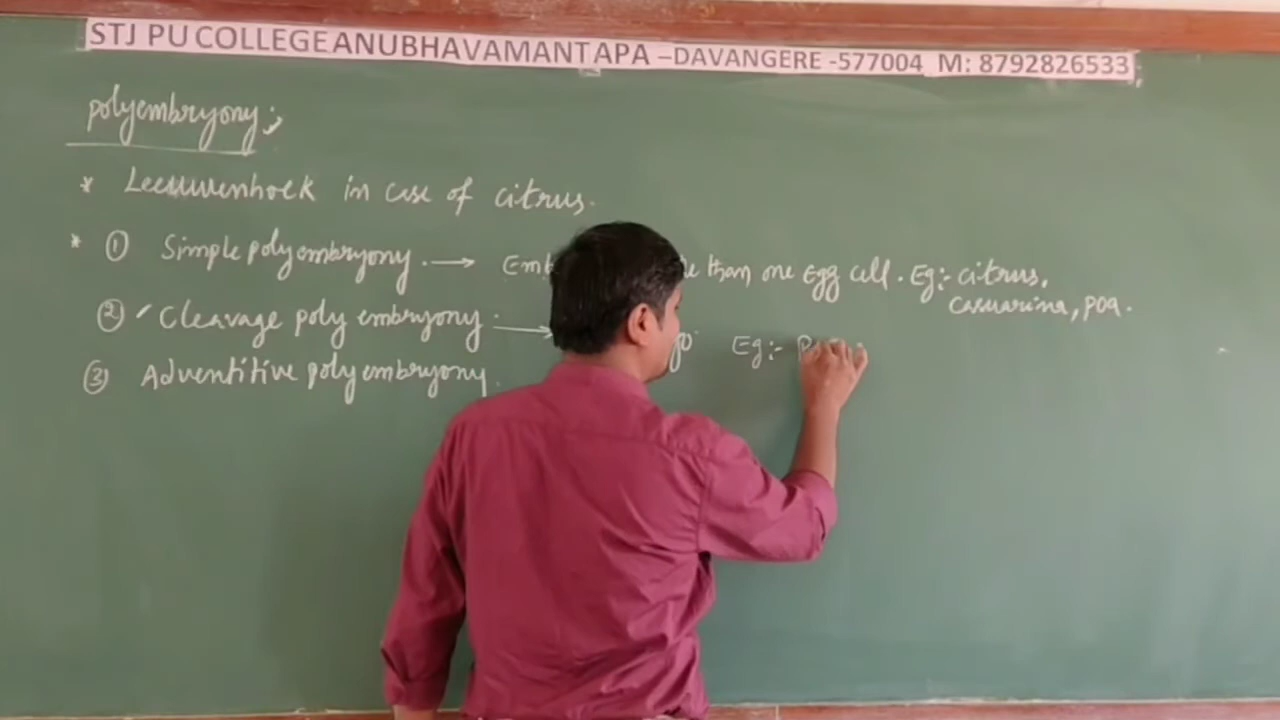 STJ PU COLLEGE ANUBHAVAMANTAPA –DAVANGERE -577004 M: 8792826533
polyembryony:
* Leeuwenhoek in case of citrus.
* ① Simple polyembryony. → than one Egg cell. Eg:- citrus,
Casuarina, poa.
② Cleavage poly embryony → Eg:-
③ Adventitive polyembryony.